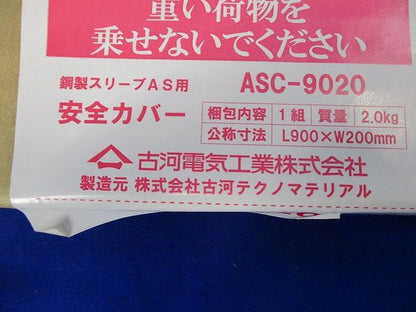 重い荷物を
乗せないでください
鋼製スリーブAS用 ASC-9020
安全カバー
梱包内容 1組 質量 2.0kg
公称寸法 L900×W200mm
古河電気工業株式会社
製造元 株式会社古河テクノマテリアル